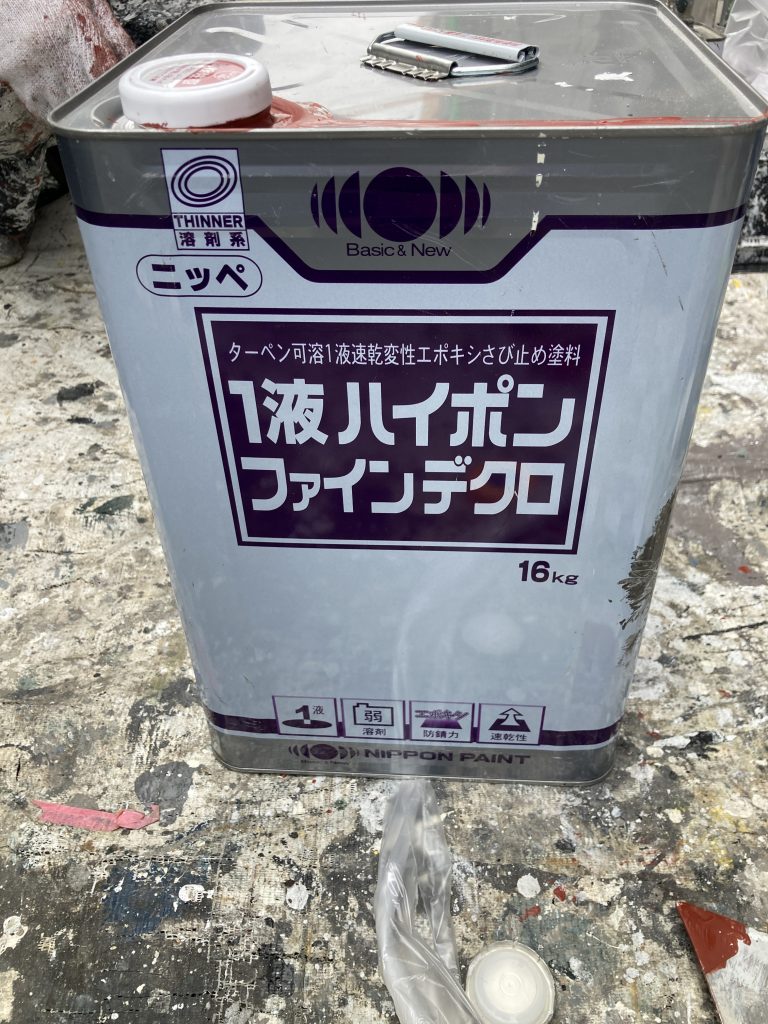 THINNER
溶剤系
Basic & New
ニッペ
ターペン可溶1液速乾変性エポキシさび止め塗料
1液ハイポン
ファインデクロ
16kg
1液
弱
溶剤
エポキシ
防錆力
速乾性
Basic & New
NIPPON PAINT